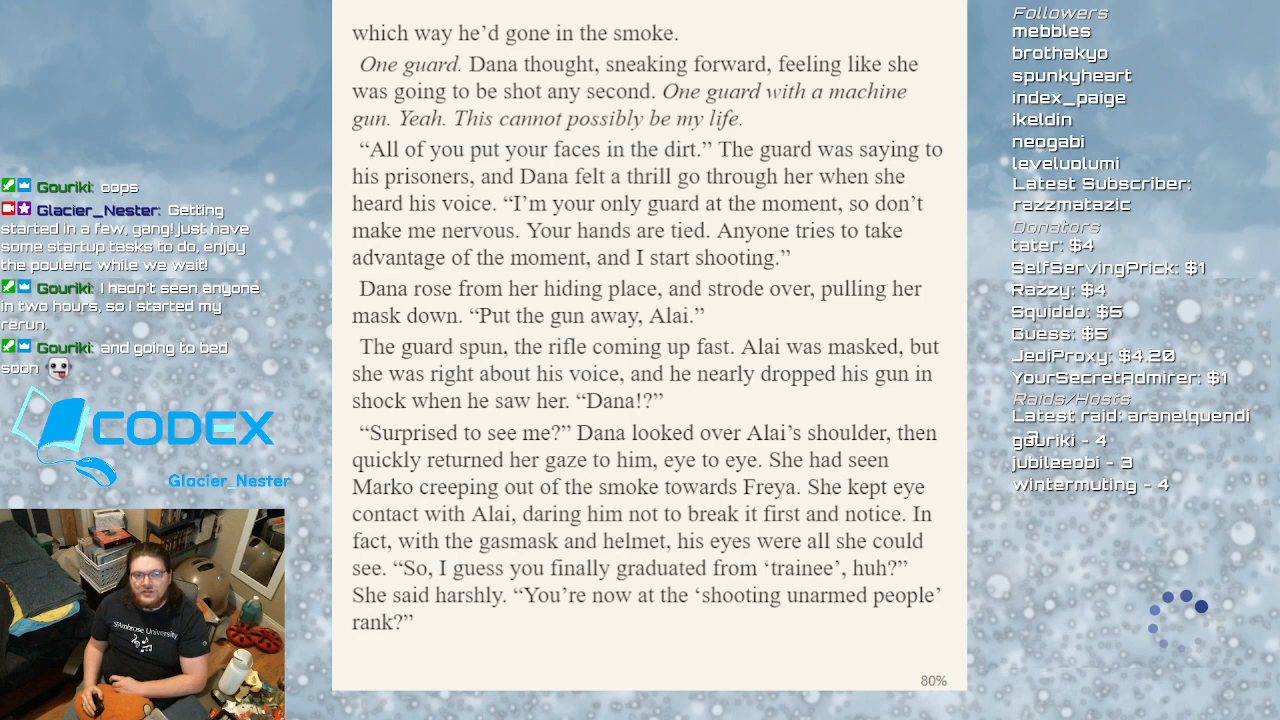 which way he’d gone in the smoke.
One guard. Dana thought, sneaking forward, feeling like she
was going to be shot any second. One guard with a machine
gun. Yeah. This cannot possibly be my life.
“All of you put your faces in the dirt.” The guard was saying to
his prisoners, and Dana felt a thrill go through her when she
heard his voice. “I’m your only guard at the moment, so don’t
make me nervous. Your hands are tied. Anyone tries to take
advantage of the moment, and I start shooting.”
Dana rose from her hiding place, and strode over, pulling her
mask down. “Put the gun away, Alai.”
The guard spun, the rifle coming up fast. Alai was masked, but
she was right about his voice, and he nearly dropped his gun in
shock when he saw her. “Dana!?”
“Surprised to see me?” Dana looked over Alai’s shoulder, then
quickly returned her gaze to him, eye to eye. She had seen
Marko creeping out of the smoke towards Freya. She kept eye
contact with Alai, daring him not to break it first and notice. In
fact, with the gasmask and helmet, his eyes were all she could
see. “So, I guess you finally graduated from ‘trainee’, huh?”
She said harshly. “You’re now at the ‘shooting unarmed people’
rank?”
80%
Gouriki: oops
Glacier_Nester: Getting
started in a few, gang! just have
some startup tasks to do, enjoy
the poulenc while we wait!
Gouriki: I hadn't seen anyone
in two hours, so I started my
rerun.
Gouriki: and going to bed
soon
CODEX
Glacier_Nester
St Ambrose University
Followers
mebbles
brothakyo
spunkyheart
index_paige
ikeldin
neogabi
leveluolumi
Latest Subscriber:
razzmatazic
Donators
tater: $4
SelfServingPrick: $1
Razzy: $4
Squiddo: $5
Guess: $5
JediProxy: $4.20
YourSecretAdmirer: $1
Raids/Hosts
Latest raid: aranelquendi
gouriki - 4
jubileeobi - 3
wintermuting - 4